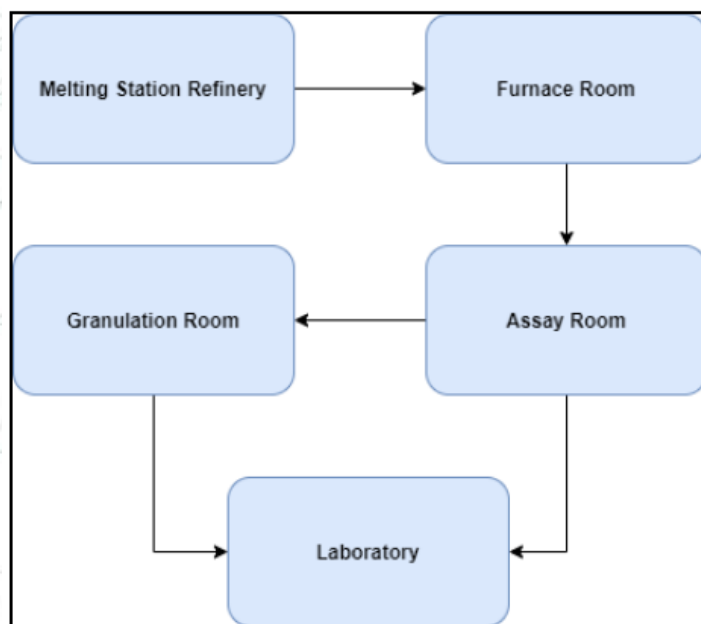 Melting Station Refinery
Furnace Room
Granulation Room
Assay Room
Laboratory